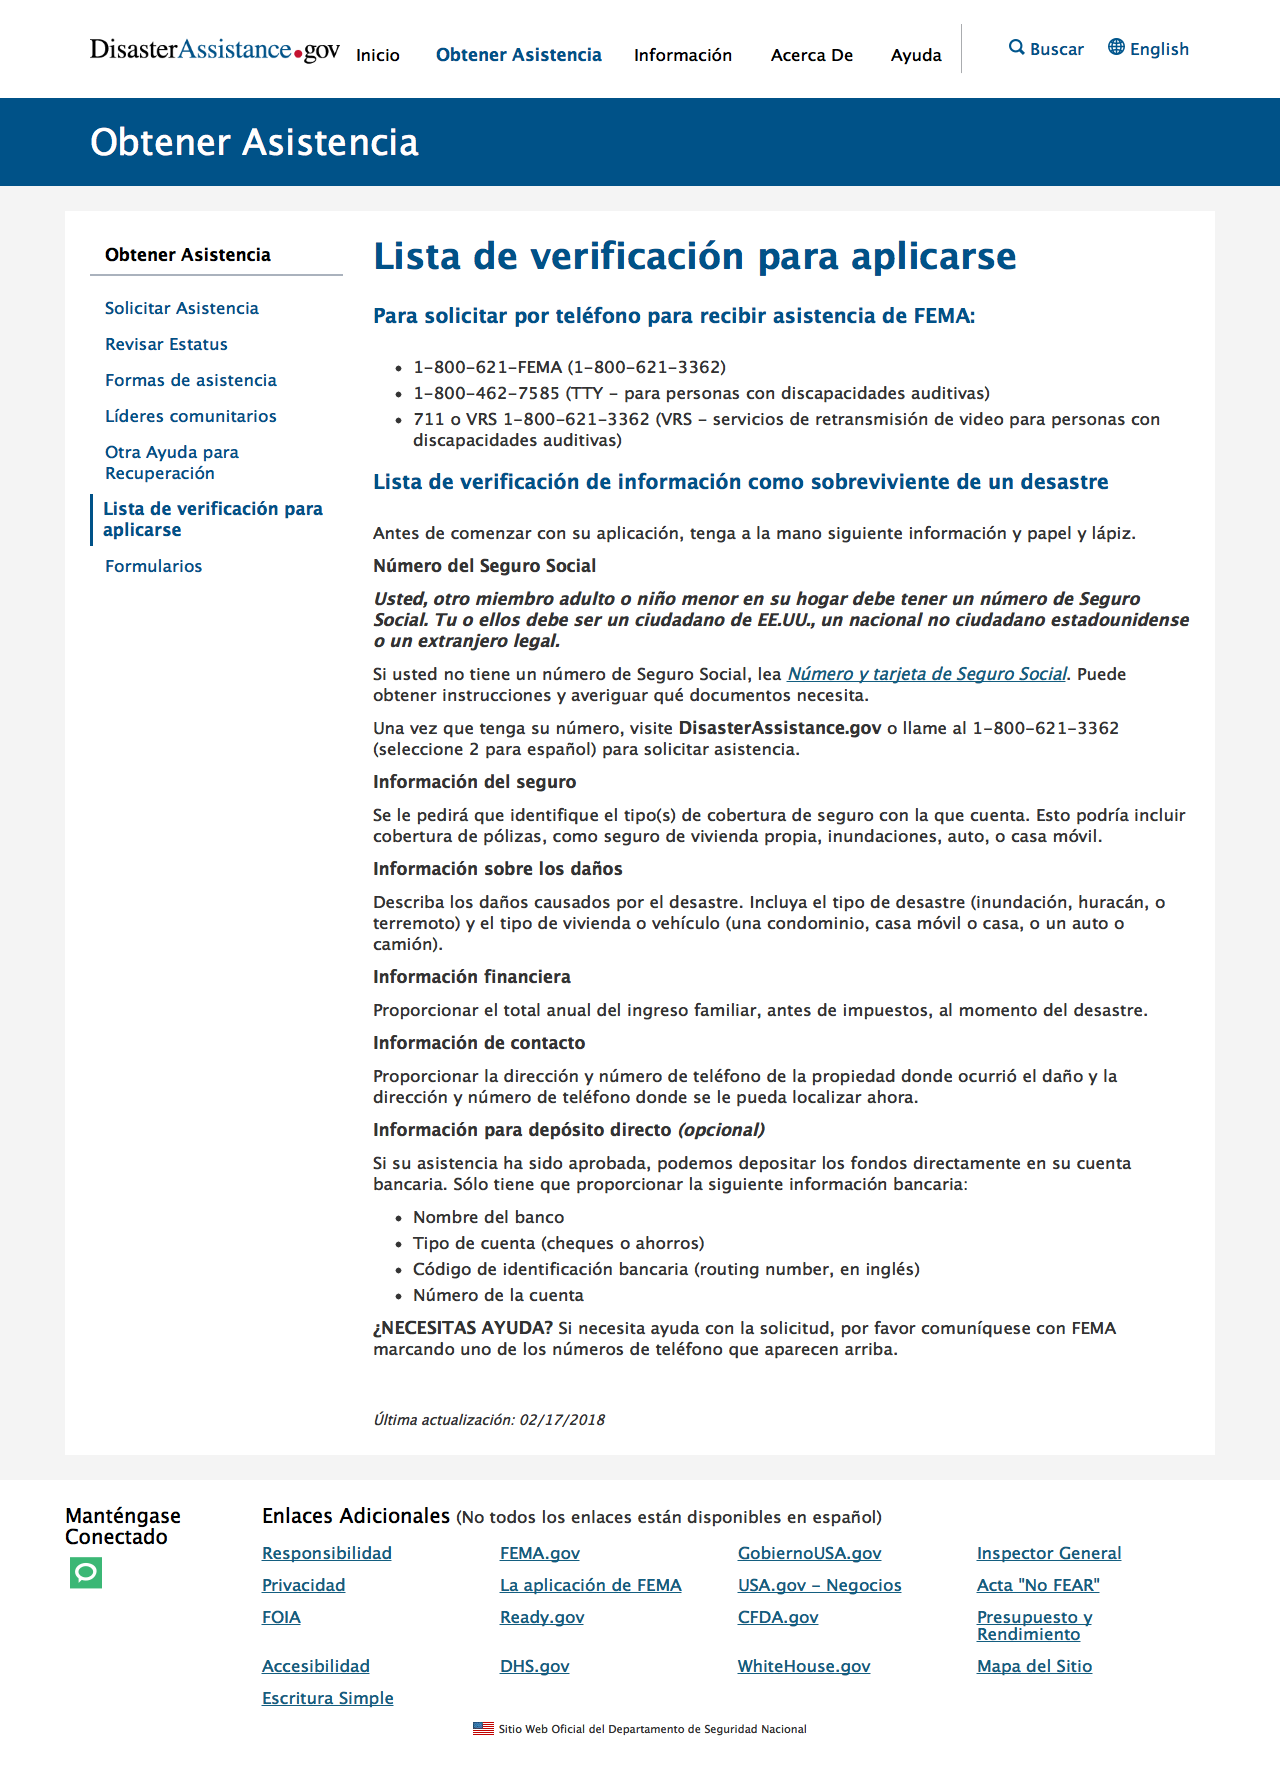 DisasterAssistance.gov
Inicio
Obtener Asistencia
Información
Acerca De
Ayuda
Buscar
English
Obtener Asistencia
Obtener Asistencia
Solicitar Asistencia
Revisar Estatus
Formas de asistencia
Líderes comunitarios
Otra Ayuda para
Recuperación
Lista de verificación para
aplicarse
Formularios
Lista de verificación para aplicarse
Para solicitar por teléfono para recibir asistencia de FEMA:
• 1-800-621-FEMA (1-800-621-3362)
• 1-800-462-7585 (TTY - para personas con discapacidades auditivas)
• 711 o VRS 1-800-621-3362 (VRS - servicios de retransmisión de video para personas con
discapacidades auditivas)
Lista de verificación de información como sobreviviente de un desastre
Antes de comenzar con su aplicación, tenga a la mano siguiente información y papel y lápiz.
Número del Seguro Social
Usted, otro miembro adulto o niño menor en su hogar debe tener un número de Seguro
Social. Tu o ellos debe ser un ciudadano de EE.UU., un nacional no ciudadano estadounidense
o un extranjero legal.
Si usted no tiene un número de Seguro Social, lea Número y tarjeta de Seguro Social. Puede
obtener instrucciones y averiguar qué documentos necesita.
Una vez que tenga su número, visite DisasterAssistance.gov o llame al 1-800-621-3362
(seleccione 2 para español) para solicitar asistencia.
Información del seguro
Se le pedirá que identifique el tipo(s) de cobertura de seguro con la que cuenta. Esto podría incluir
cobertura de pólizas, como seguro de vivienda propia, inundaciones, auto, o casa móvil.
Información sobre los daños
Describa los daños causados por el desastre. Incluya el tipo de desastre (inundación, huracán, o
terremoto) y el tipo de vivienda o vehículo (una condominio, casa móvil o casa, o un auto o
camión).
Información financiera
Proporcionar el total anual del ingreso familiar, antes de impuestos, al momento del desastre.
Información de contacto
Proporcionar la dirección y número de teléfono de la propiedad donde ocurrió el daño y la
dirección y número de teléfono donde se le pueda localizar ahora.
Información para depósito directo (opcional)
Si su asistencia ha sido aprobada, podemos depositar los fondos directamente en su cuenta
bancaria. Sólo tiene que proporcionar la siguiente información bancaria:
• Nombre del banco
• Tipo de cuenta (cheques o ahorros)
• Código de identificación bancaria (routing number, en inglés)
• Número de la cuenta
¿NECESITAS AYUDA? Si necesita ayuda con la solicitud, por favor comuníquese con FEMA
marcando uno de los números de teléfono que aparecen arriba.
Última actualización: 02/17/2018
Manténgase
Conectado
Enlaces Adicionales (No todos los enlaces están disponibles en español)
Responsibilidad
FEMA.gov
GobiernoUSA.gov
Inspector General
Privacidad
La aplicación de FEMA
USA.gov - Negocios
Acta "No FEAR"
FOIA
Ready.gov
CFDA.gov
Presupuesto y
Rendimiento
Accesibilidad
DHS.gov
WhiteHouse.gov
Mapa del Sitio
Escritura Simple
Sitio Web Oficial del Departamento de Seguridad Nacional